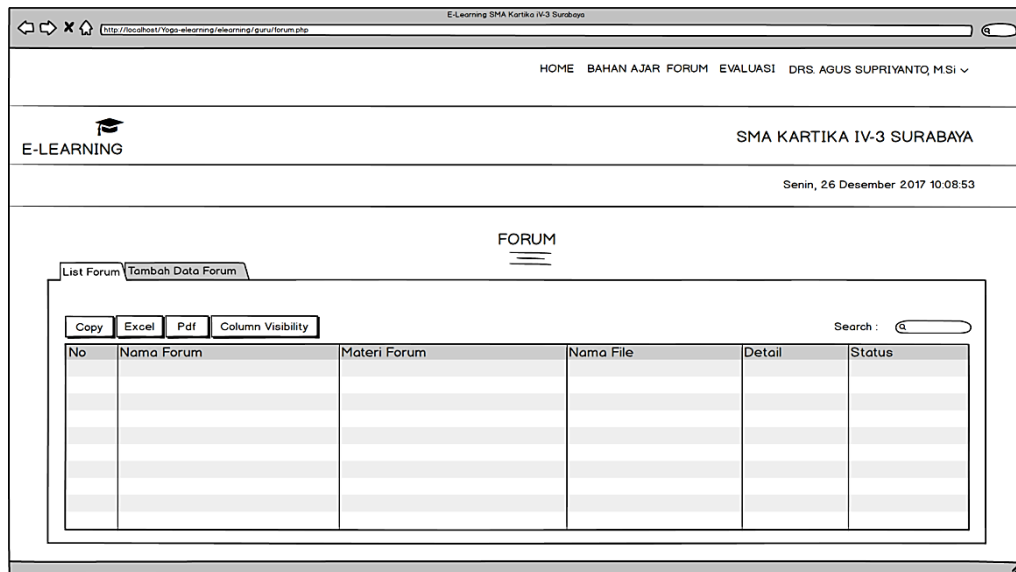 E-Learning SMA Kartika iV-3 Surabaya
http://localhost/Yoga-elearning/elearning/guru/forum.php
HOME BAHAN AJAR FORUM EVALUASI DRS. AGUS SUPRIYANTO, M.Si
E-LEARNING
SMA KARTIKA IV-3 SURABAYA
Senin, 26 Desember 2017 10:08:53
FORUM
List Forum Tambah Data Forum
Copy Excel Pdf Column Visibility Search :
No Nama Forum Materi Forum Nama File Detail Status